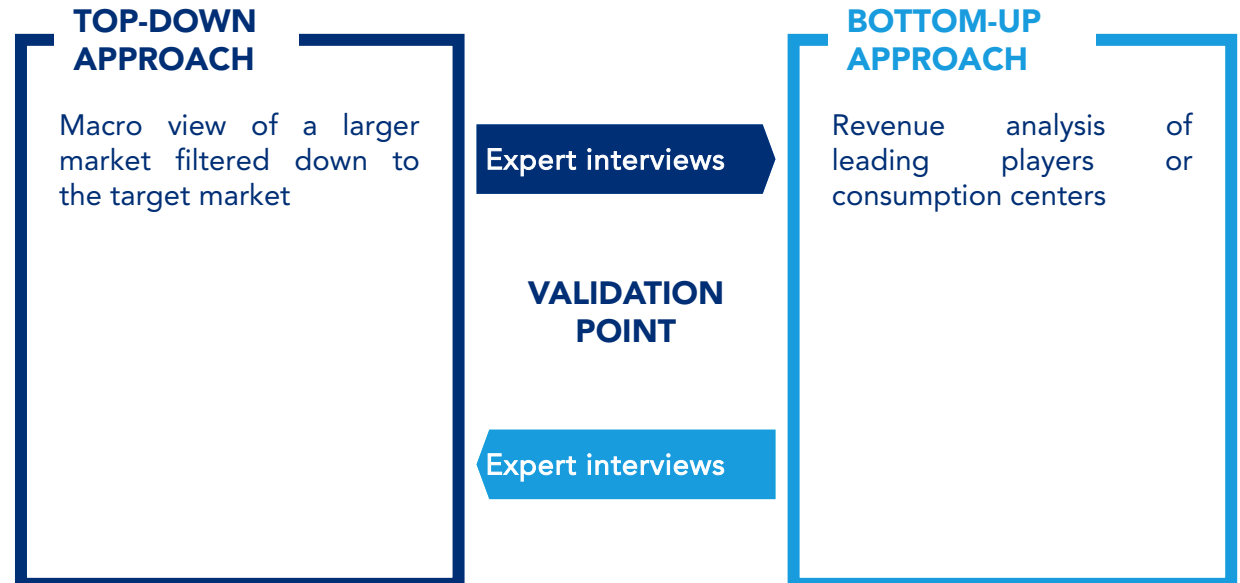 TOP-DOWN
APPROACH
Macro view of a larger
market filtered down to
the target market
Expert interviews
VALIDATION
POINT
Expert interviews
BOTTOM-UP
APPROACH
Revenue analysis of
leading players or
consumption centers